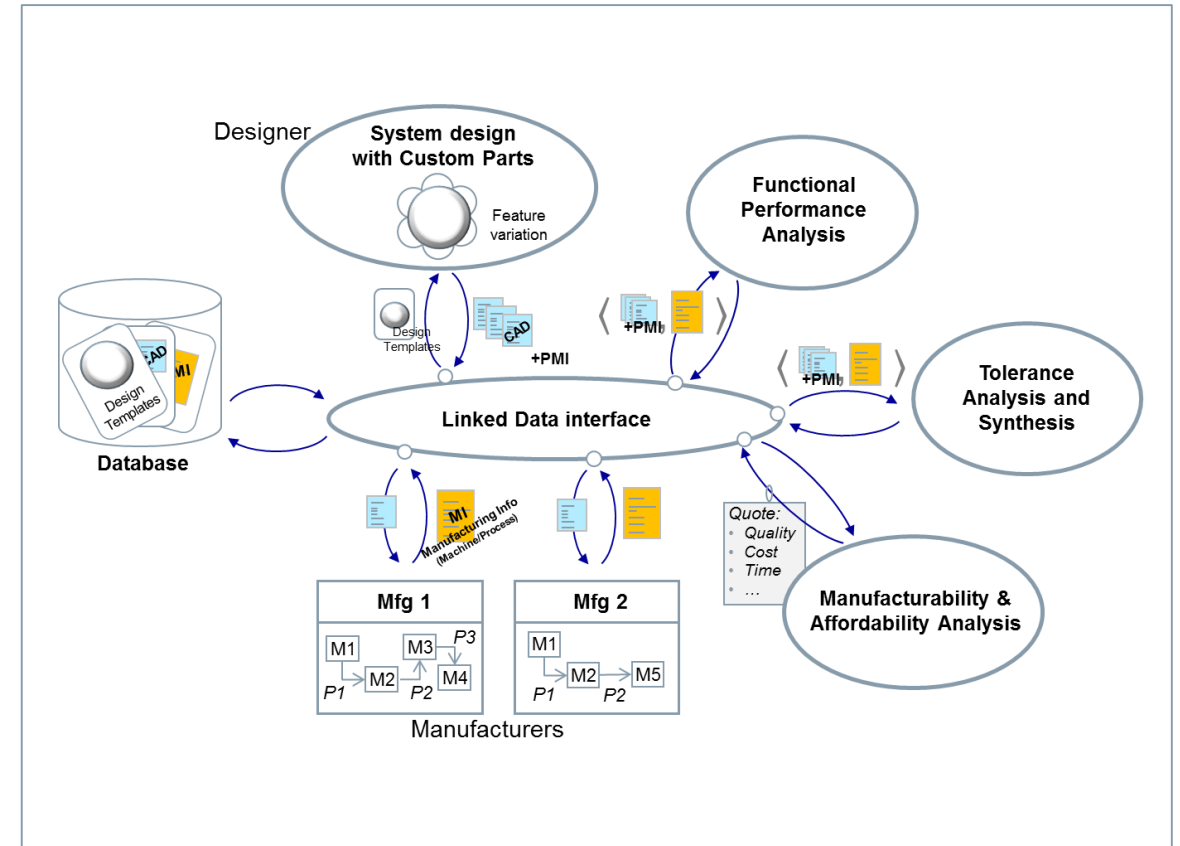 Designer
System design
with Custom Parts
Feature
variation
Functional
Performance
Analysis
Design
Templates
CAD
+PMI
+PMI,
+PMI,
Tolerance
Analysis and
Synthesis
CAD
MI
Design
Templates
Database
Linked Data interface
MI
Manufacturing Info
(Machine/Process)
Quote:
• Quality
• Cost
• Time
• …
Manufacturability &
Affordability Analysis
Mfg 1
M1
M2
M3
M4
P1
P2
P3
Mfg 2
M1
M2
M5
P1
P2
Manufacturers